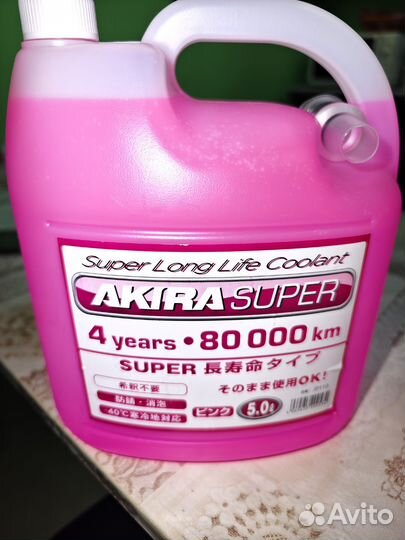 Super Long Life Coolant
AKIRA SUPER
4 years • 80 000 km
SUPER 長寿命タイプ
希釈不要
そのまま使用OK!
防錆・消泡
-40℃寒冷地対応
ピンク
5.0ℓ
Avito